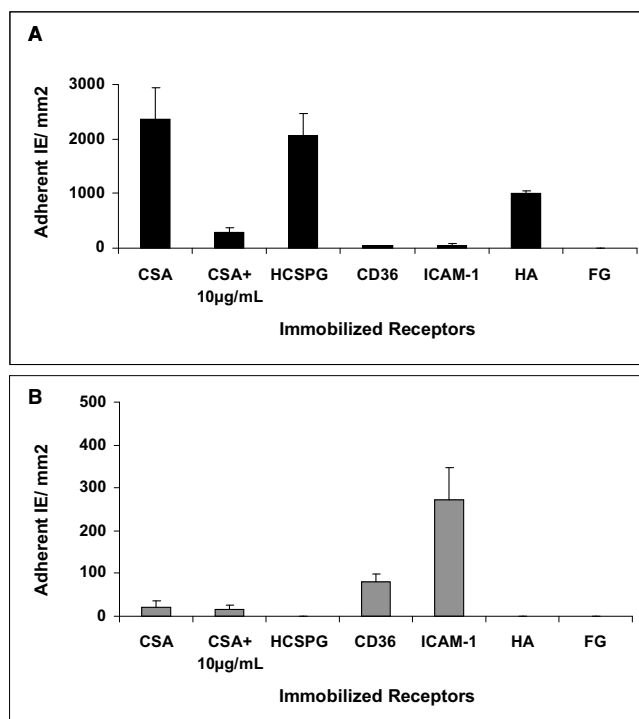 A
Adherent IE/ mm2
3000
2000
1000
0
CSA
CSA+
10µg/mL
HCSPG
CD36
ICAM-1
HA
FG
Immobilized Receptors
B
Adherent IE/ mm2
500
400
300
200
100
0
CSA
CSA+
10µg/mL
HCSPG
CD36
ICAM-1
HA
FG
Immobilized Receptors